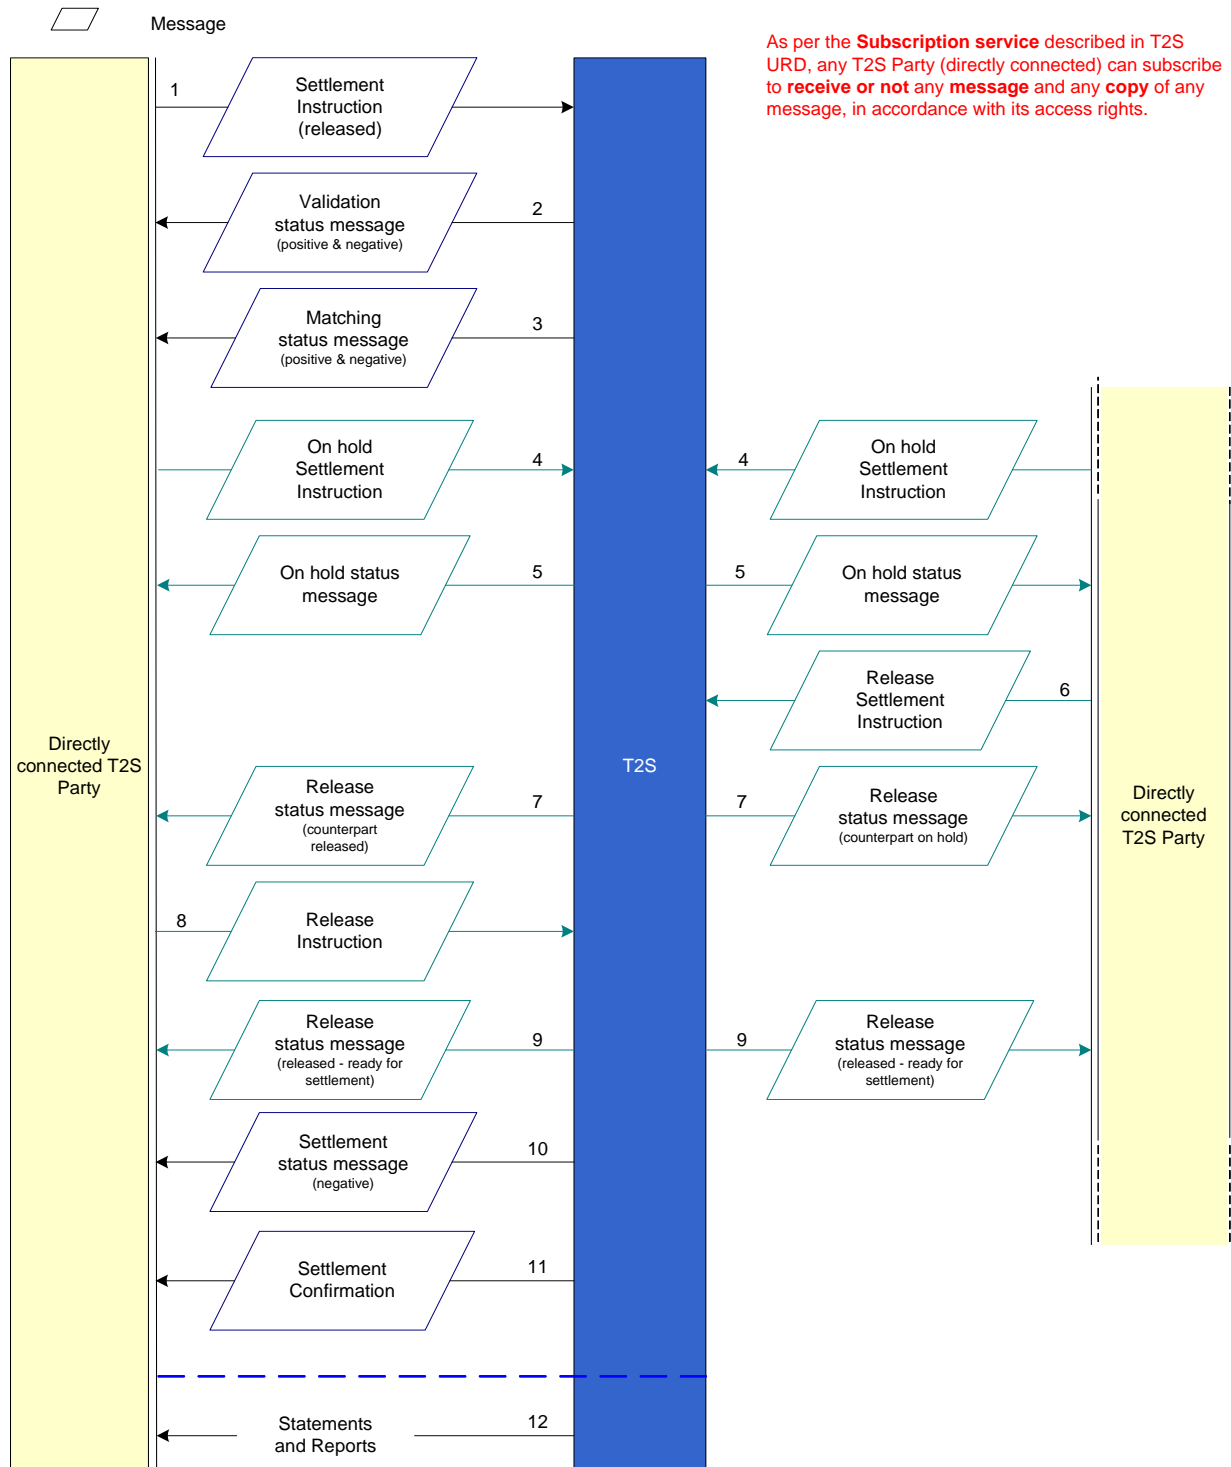 Message
As per the Subscription service described in T2S
URD, any T2S Party (directly connected) can subscribe
to receive or not any message and any copy of any
message, in accordance with its access rights.
1
Settlement
Instruction
(released)
Validation
status message
(positive & negative)
2
Matching
status message
(positive & negative)
3
On hold
Settlement
Instruction
4
4
On hold
Settlement
Instruction
On hold status
message
5
5
On hold status
message
Release
Settlement
Instruction
6
Directly
connected T2S
Party
T2S
Directly
connected
T2S Party
Release
status message
(counterpart
released)
7
7
Release
status message
(counterpart on hold)
8
Release
Instruction
Release
status message
(released - ready for
settlement)
9
9
Release
status message
(released - ready for
settlement)
Settlement
status message
(negative)
10
Settlement
Confirmation
11
Statements
and Reports
12